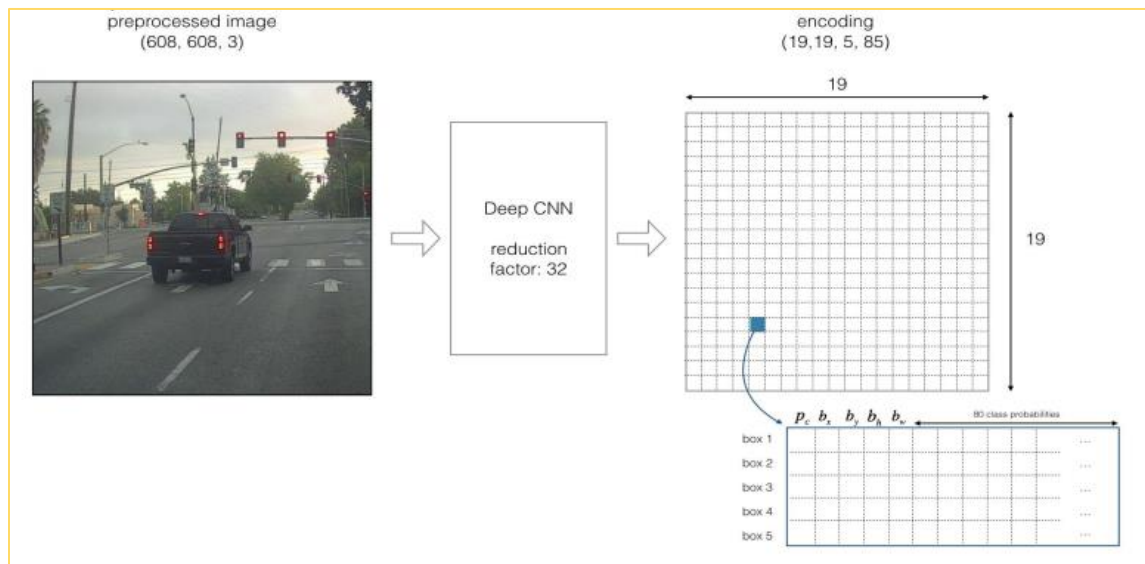 preprocessed image
(608, 608, 3)
encoding
(19,19, 5, 85)
19
Deep CNN
reduction
factor: 32
19
p_c b_x b_y b_h b_w 80 class probabilities
box 1 ...
box 2 ...
box 3 ...
box 4 ...
box 5 ...